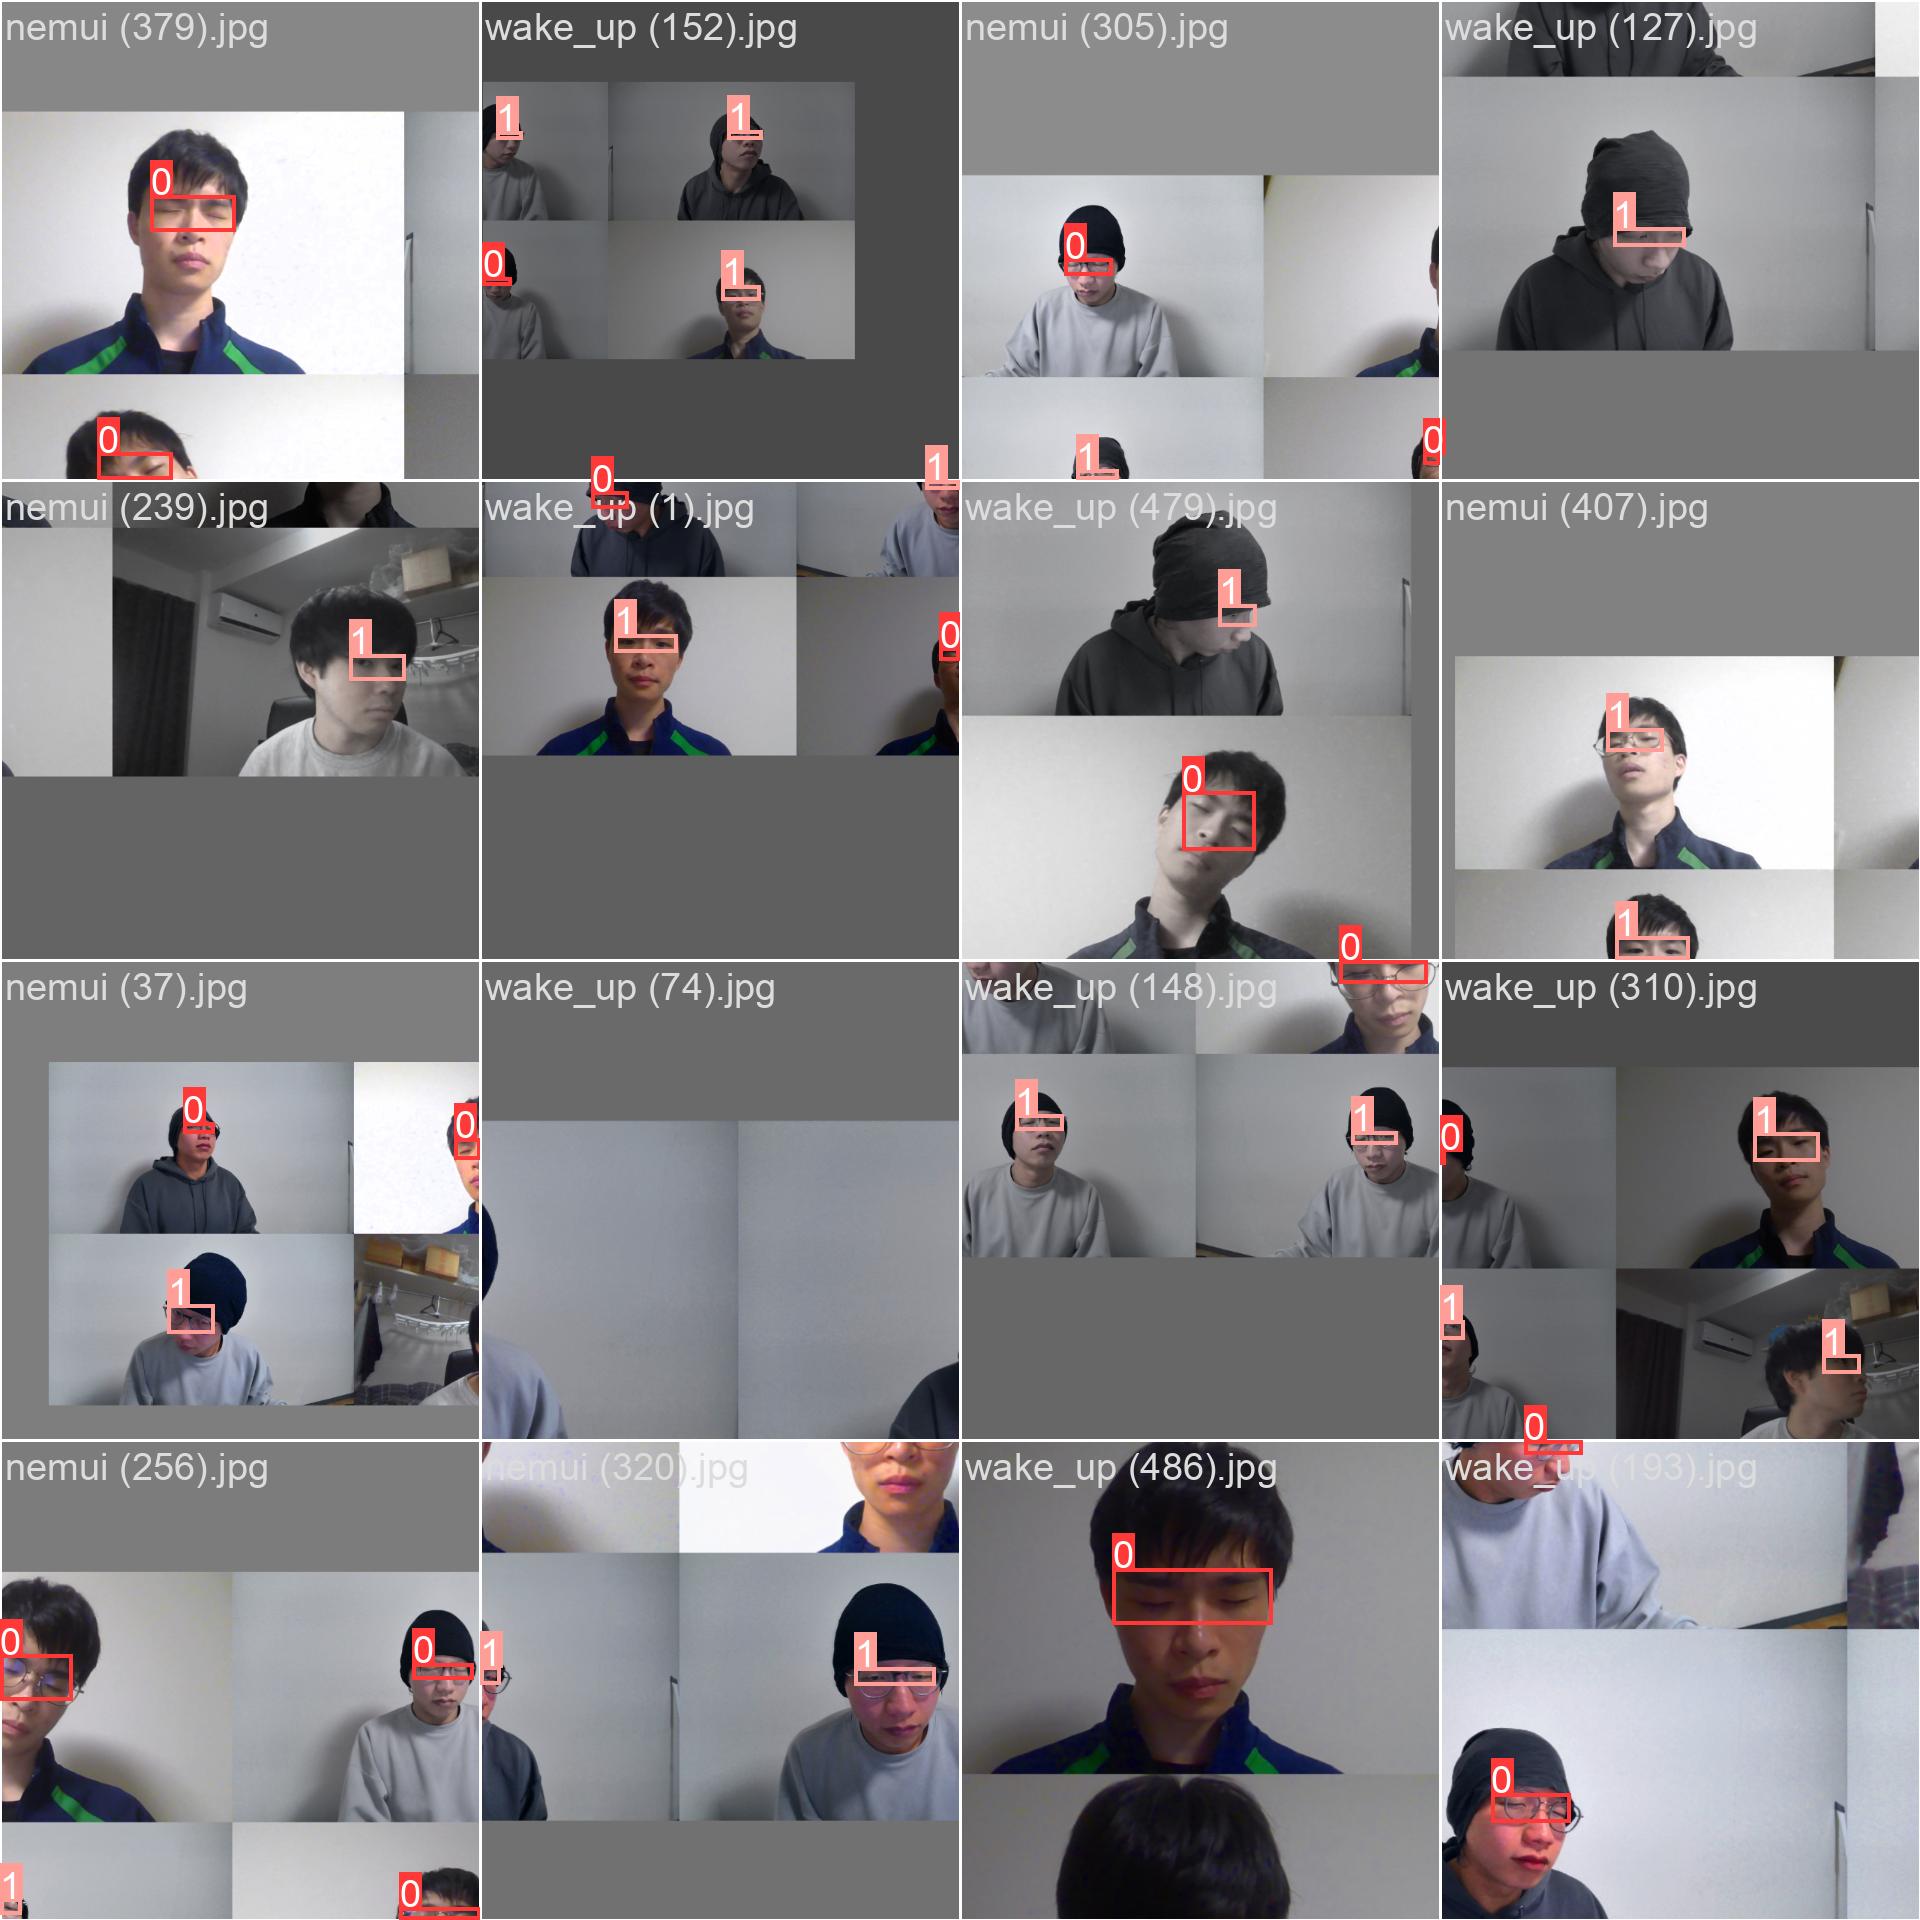 nemui (379).jpg
wake_up (152).jpg
nemui (305).jpg
wake_up (127).jpg
0
0
1
1
0
1
0
1
0
1
1
0
nemui (239).jpg
wake_up (1).jpg
wake_up (479).jpg
nemui (407).jpg
0
1
1
1
0
1
0
1
1
0
nemui (37).jpg
wake_up (74).jpg
wake_up (148).jpg
wake_up (310).jpg
0
0
1
1
1
1
0
1
1
0
nemui (256).jpg
nemui (320).jpg
wake_up (486).jpg
wake_up (193).jpg
0
0
1
0
1
1
0
0
1